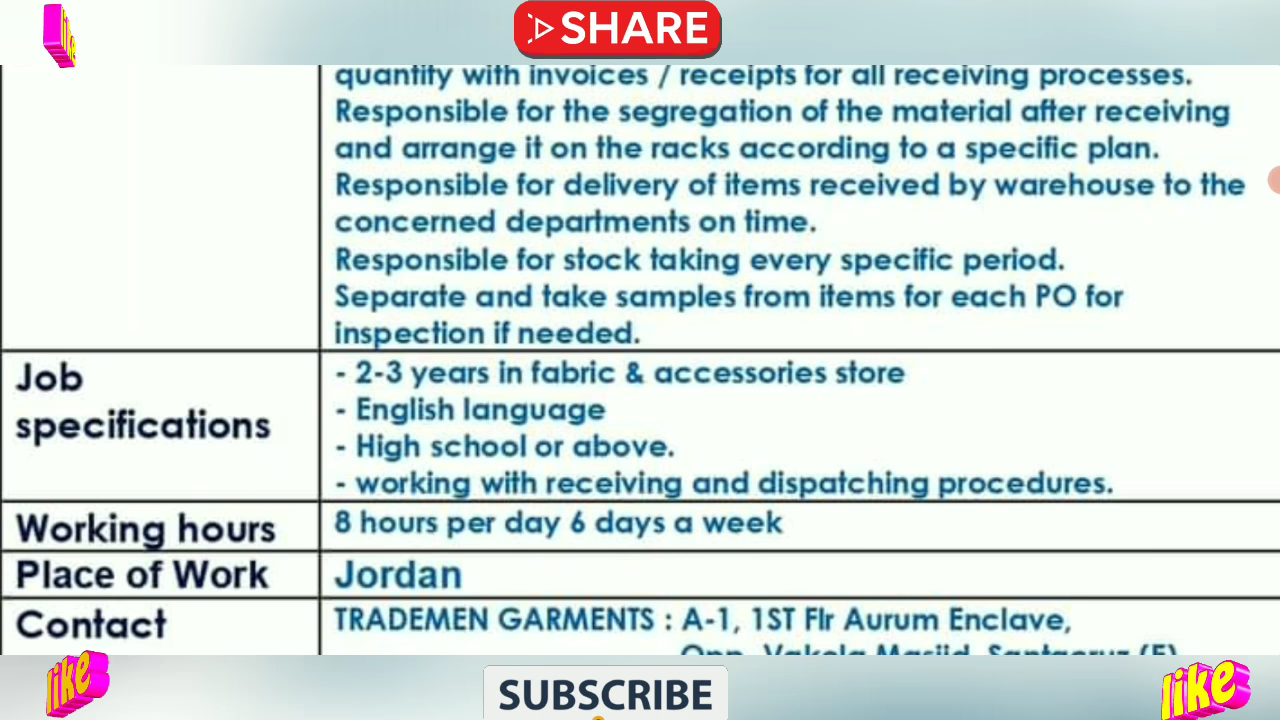 like
SHARE
quantity with invoices / receipts for all receiving processes.
Responsible for the segregation of the material after receiving
and arrange it on the racks according to a specific plan.
Responsible for delivery of items received by warehouse to the
concerned departments on time.
Responsible for stock taking every specific period.
Separate and take samples from items for each PO for
inspection if needed.
Job
specifications
- 2-3 years in fabric & accessories store
- English language
- High school or above.
- working with receiving and dispatching procedures.
Working hours
8 hours per day 6 days a week
Place of Work
Jordan
Contact
TRADEMEN GARMENTS : A-1, 1ST Flr Aurum Enclave,
Opp. Vakola Masjid, Santacruz (E)
like
SUBSCRIBE
like